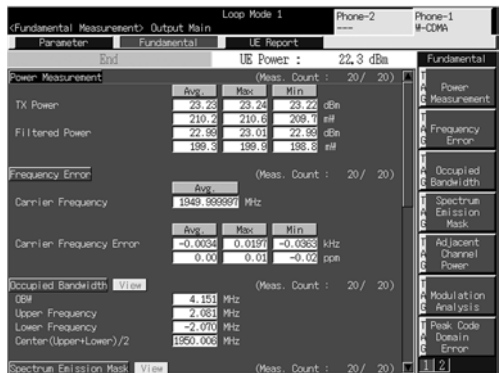 Loop Mode 1
Phone-2
Phone-1
<Fundamental Measurement> Output Main
---
W-CDMA
Parameter Fundamental UE Report
End UE Power : 22.3 dBm Fundamental
Power Measurement (Meas. Count : 20/ 20)
Avg. Max Min
TX Power 23.23 23.24 23.22 dBm
210.2 210.6 209.7 mW
Filtered Power 22.99 23.01 22.99 dBm
199.3 199.9 198.8 mW
Frequency Error (Meas. Count : 20/ 20)
Avg.
Carrier Frequency 1949.999997 MHz
Avg. Max Min
Carrier Frequency Error -0.0034 0.0197 -0.0363 kHz
0.00 0.01 -0.02 ppm
Occupied Bandwidth View (Meas. Count : 20/ 20)
OBW 4.151 MHz
Upper Frequency 2.081 MHz
Lower Frequency -2.070 MHz
Center(Upper+Lower)/2 1950.006 MHz
Spectrum Emission Mask View (Meas. Count : 20/ 20)
TAG
Power
Measurement
TAG
Frequency
Error
TAG
Occupied
Bandwidth
TAG
Spectrum
Emission
Mask
TAG
Adjacent
Channel
Power
TAG
Modulation
Analysis
TAG
Peak Code
Domain
Error
1 2